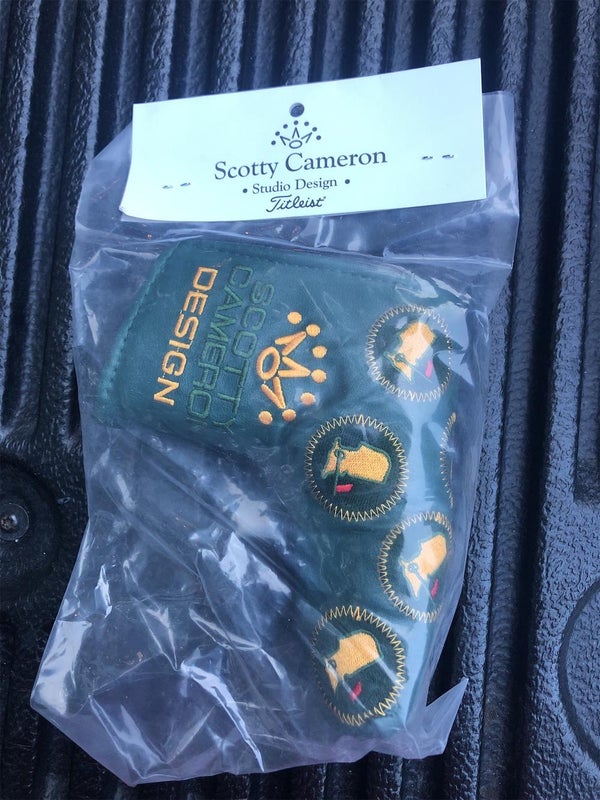 Scotty Cameron
• Studio Design •
Titleist
SCOTTY
CAMERON
DESIGN